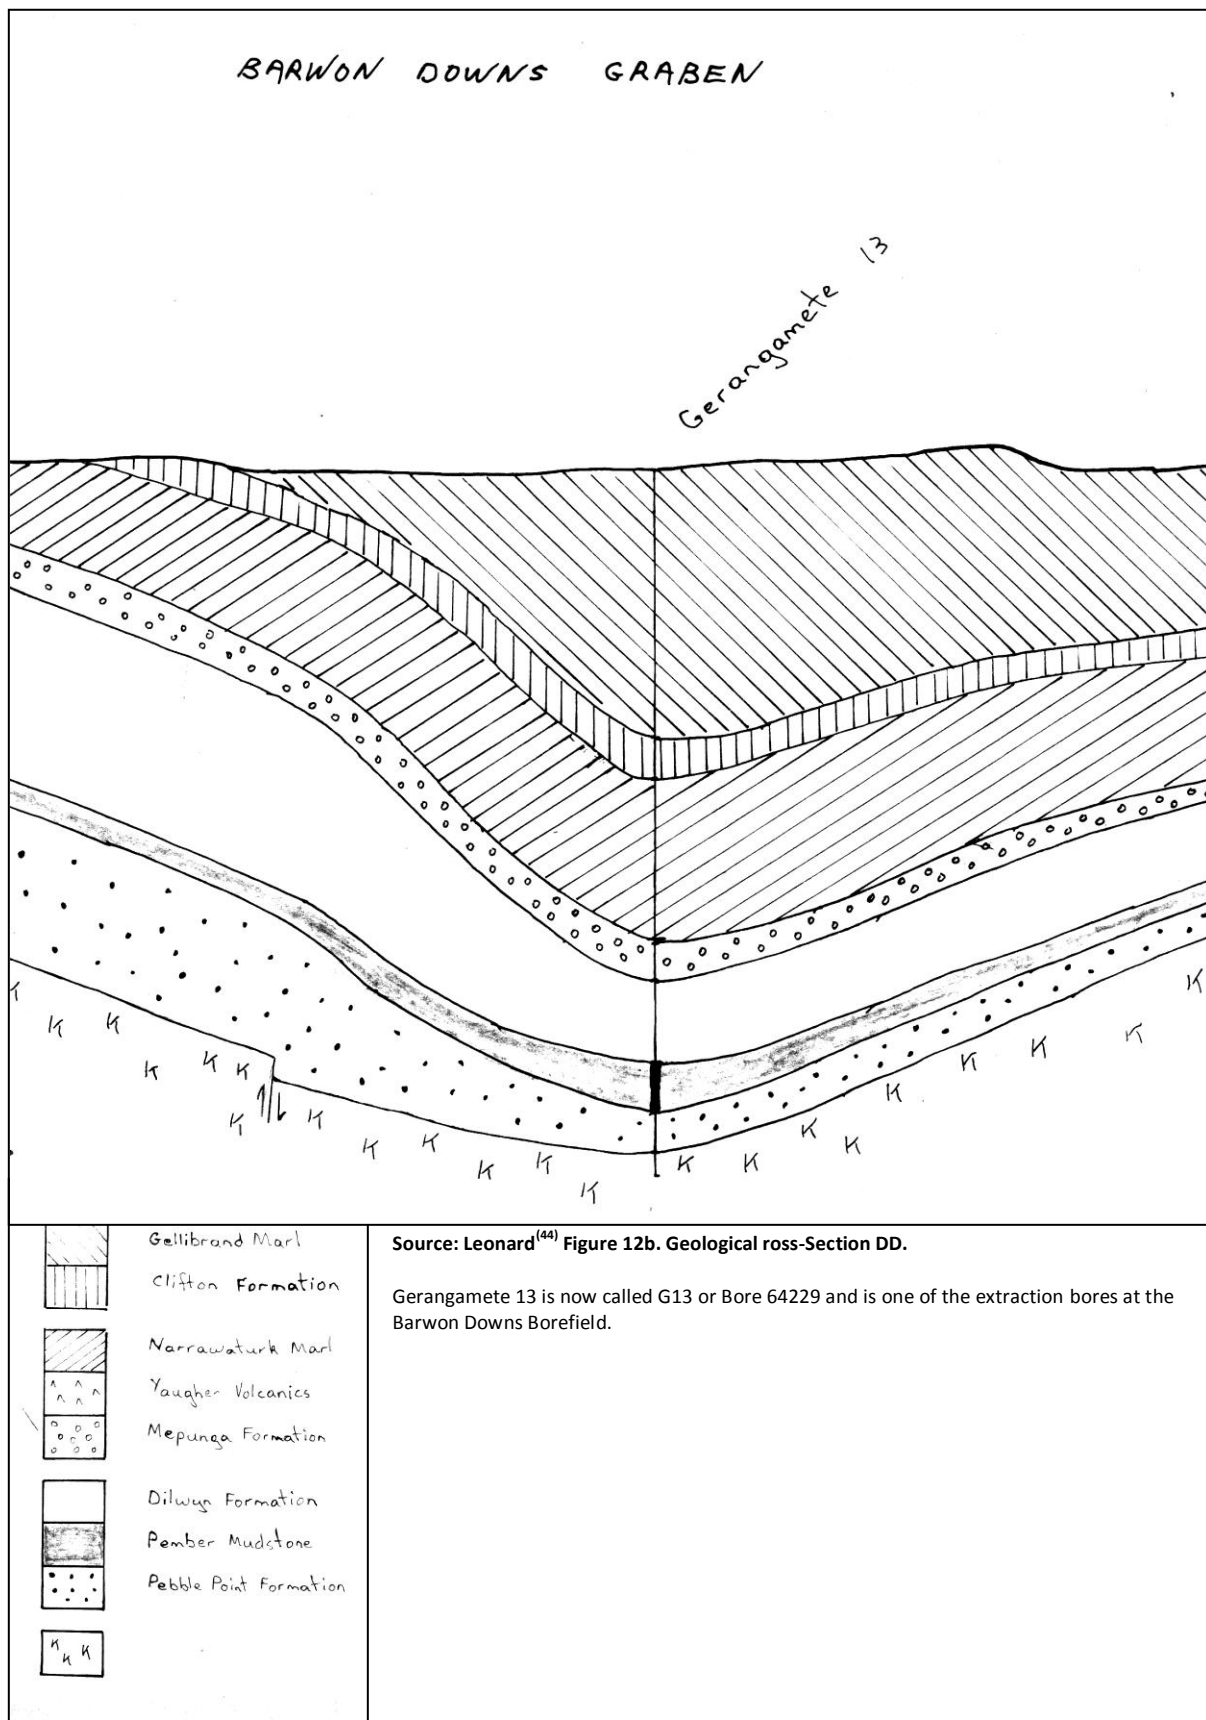 BARWON DOWNS GRABEN
Gerangamete 13
K K K K K K K K K K K K K K K K K K K K K K K K
Gellibrand Marl
Clifton Formation
Narrawaturk Marl
Yaugher Volcanics
Mepunga Formation
Dilwyn Formation
Pember Mudstone
Pebble Point Formation
K K K
Source: Leonard(44) Figure 12b. Geological ross-Section DD.
Gerangamete 13 is now called G13 or Bore 64229 and is one of the extraction bores at the
Barwon Downs Borefield.